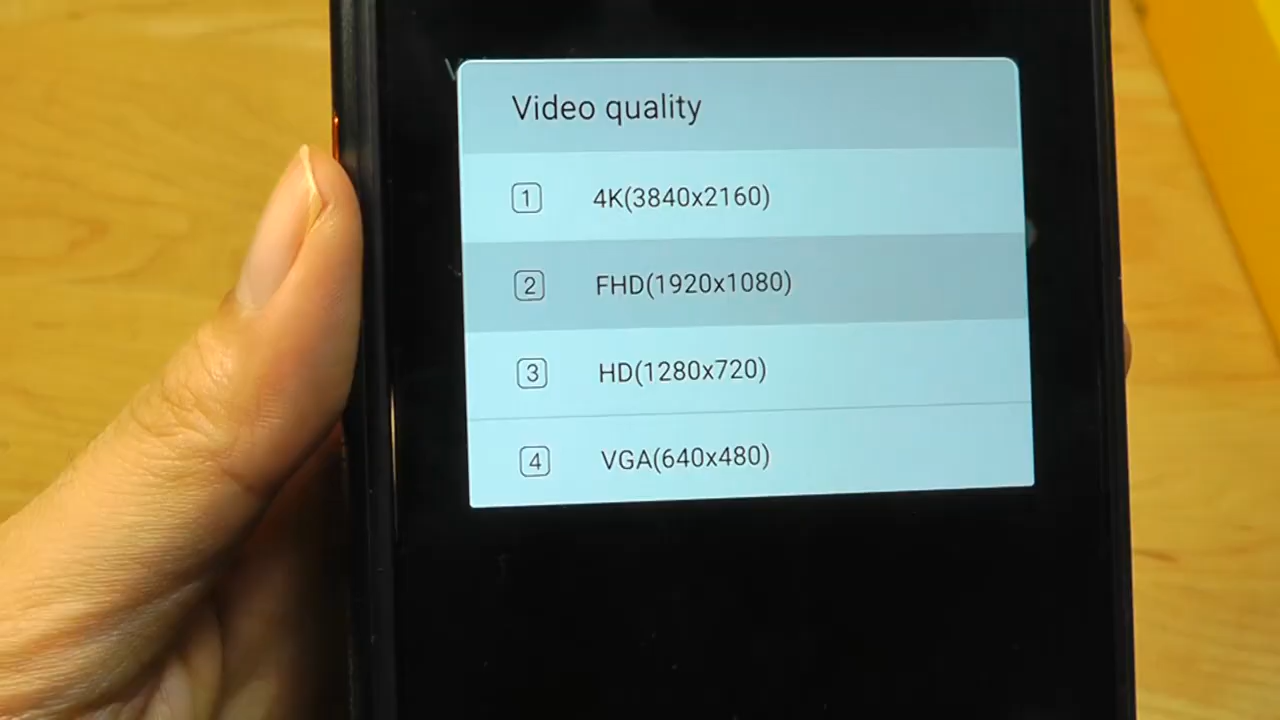 Video quality
1 4K(3840x2160)
2 FHD(1920x1080)
3 HD(1280x720)
4 VGA(640x480)